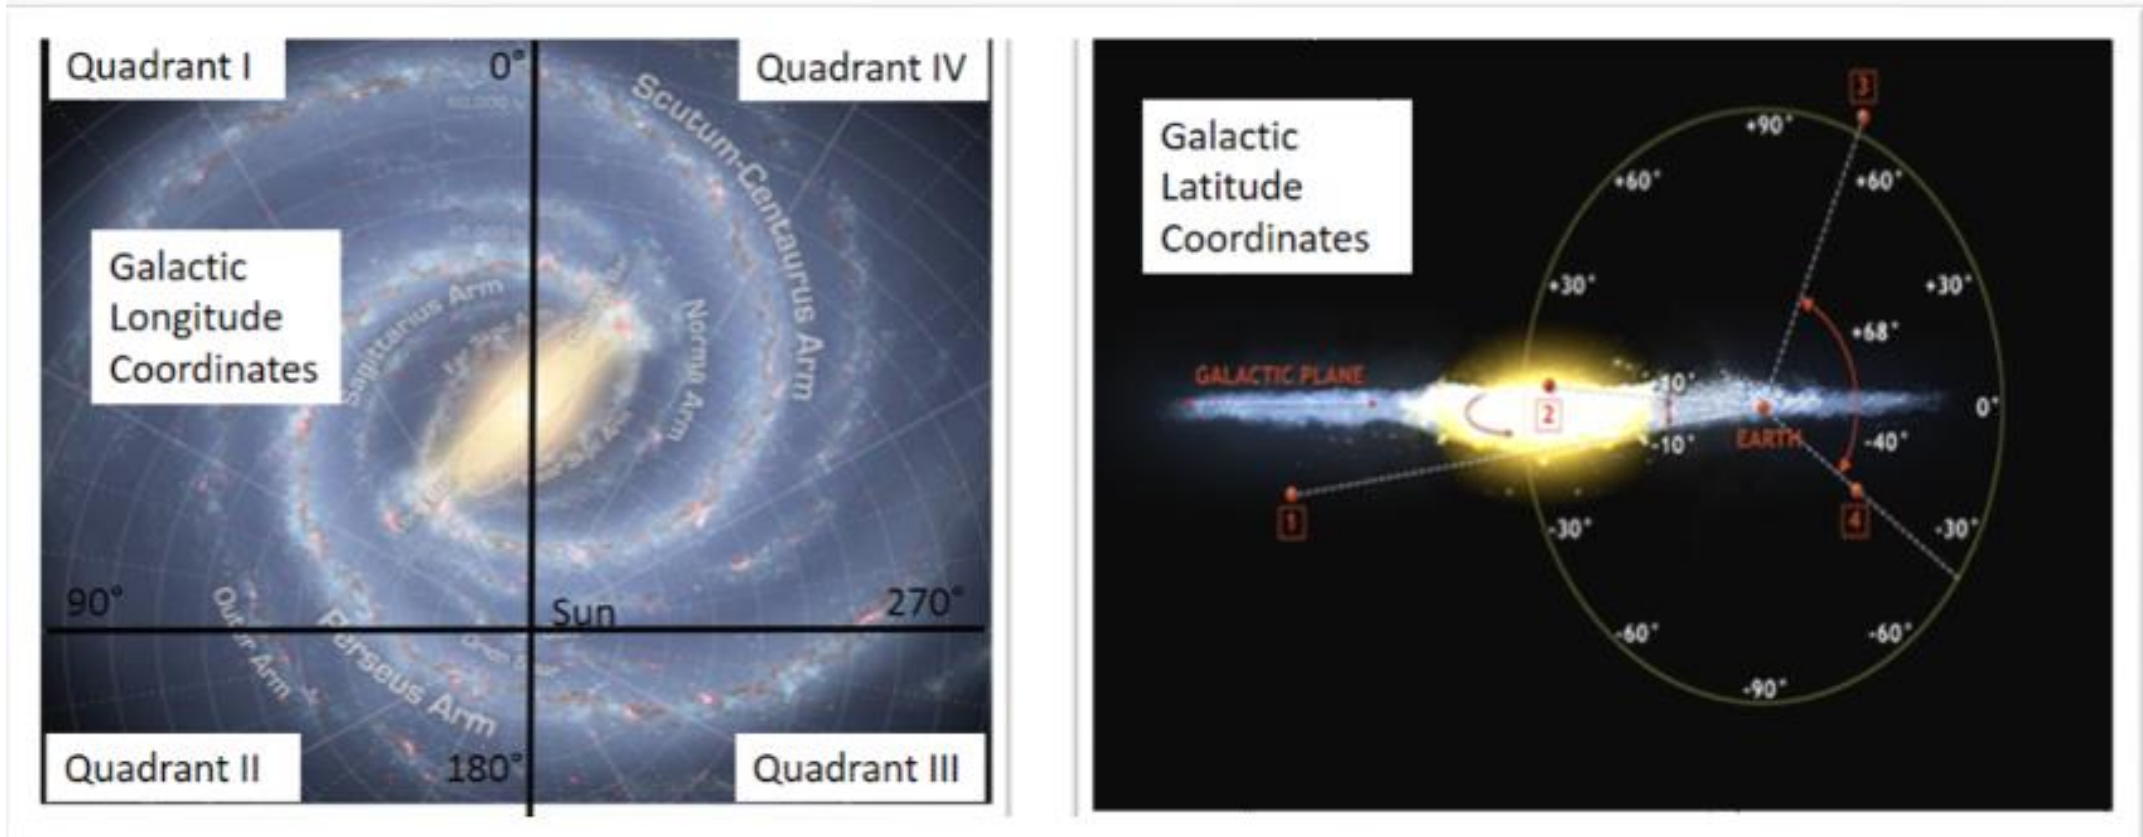 Quadrant I
0°
Quadrant IV
Scutum-Centaurus Arm
Galactic
Longitude
Coordinates
Sagittarius Arm
Norma Arm
90°
Sun
270°
Outer Arm
Perseus Arm
Quadrant II
180°
Quadrant III
Galactic
Latitude
Coordinates
3
+90°
+60°
+60°
+30°
+30°
+68°
GALACTIC PLANE
-10°
2
0°
EARTH
-10°
-40°
1
4
-30°
-30°
-60°
-60°
-90°